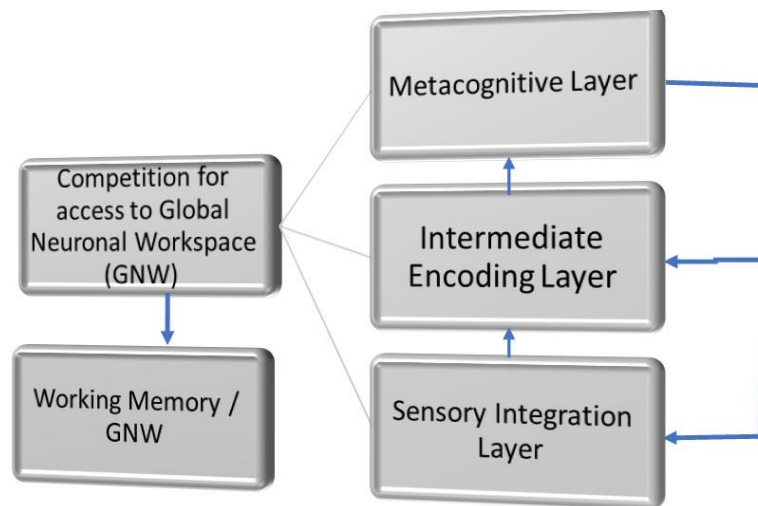 Metacognitive Layer
Competition for
access to Global
Neuronal Workspace
(GNW)
Intermediate
Encoding Layer
Working Memory /
GNW
Sensory Integration
Layer